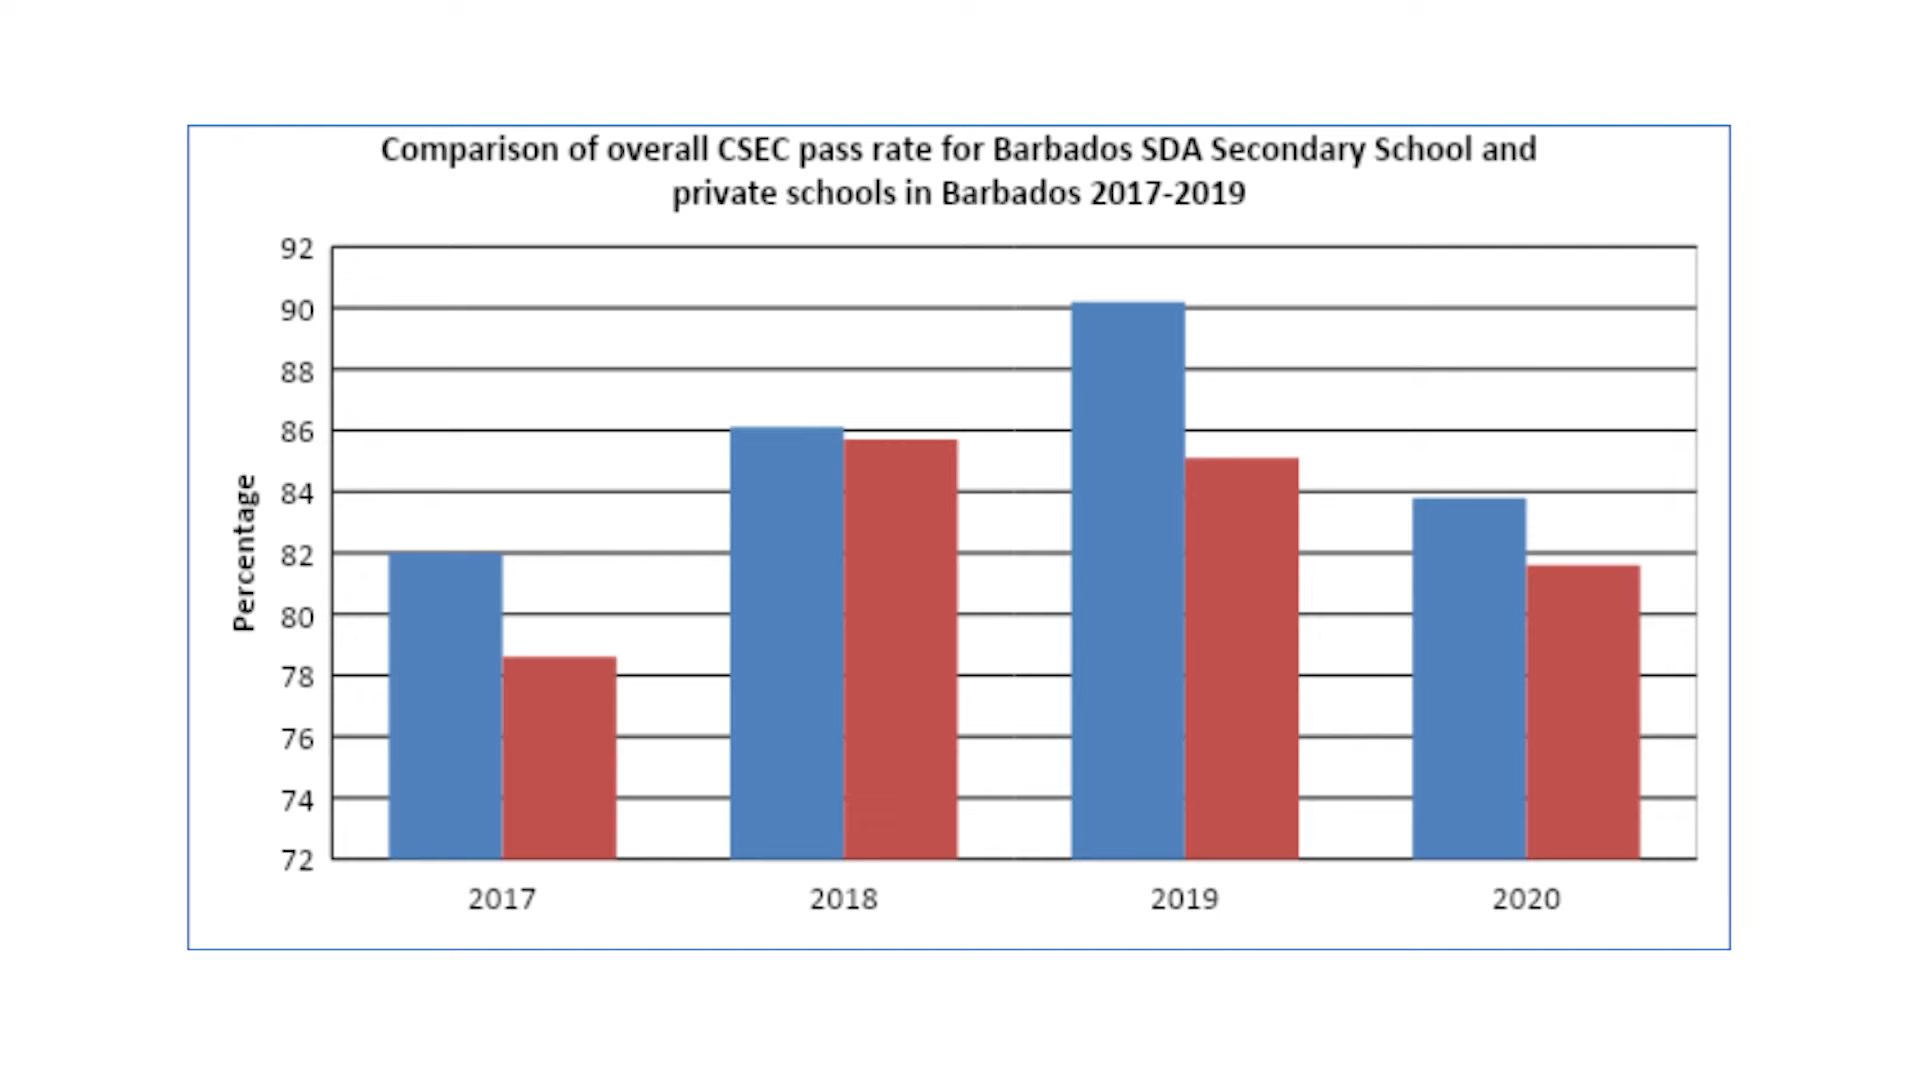 Comparison of overall CSEC pass rate for Barbados SDA Secondary School and
private schools in Barbados 2017-2019
92
90
88
86
84
82
80
78
76
74
72
Percentage
2017 2018 2019 2020